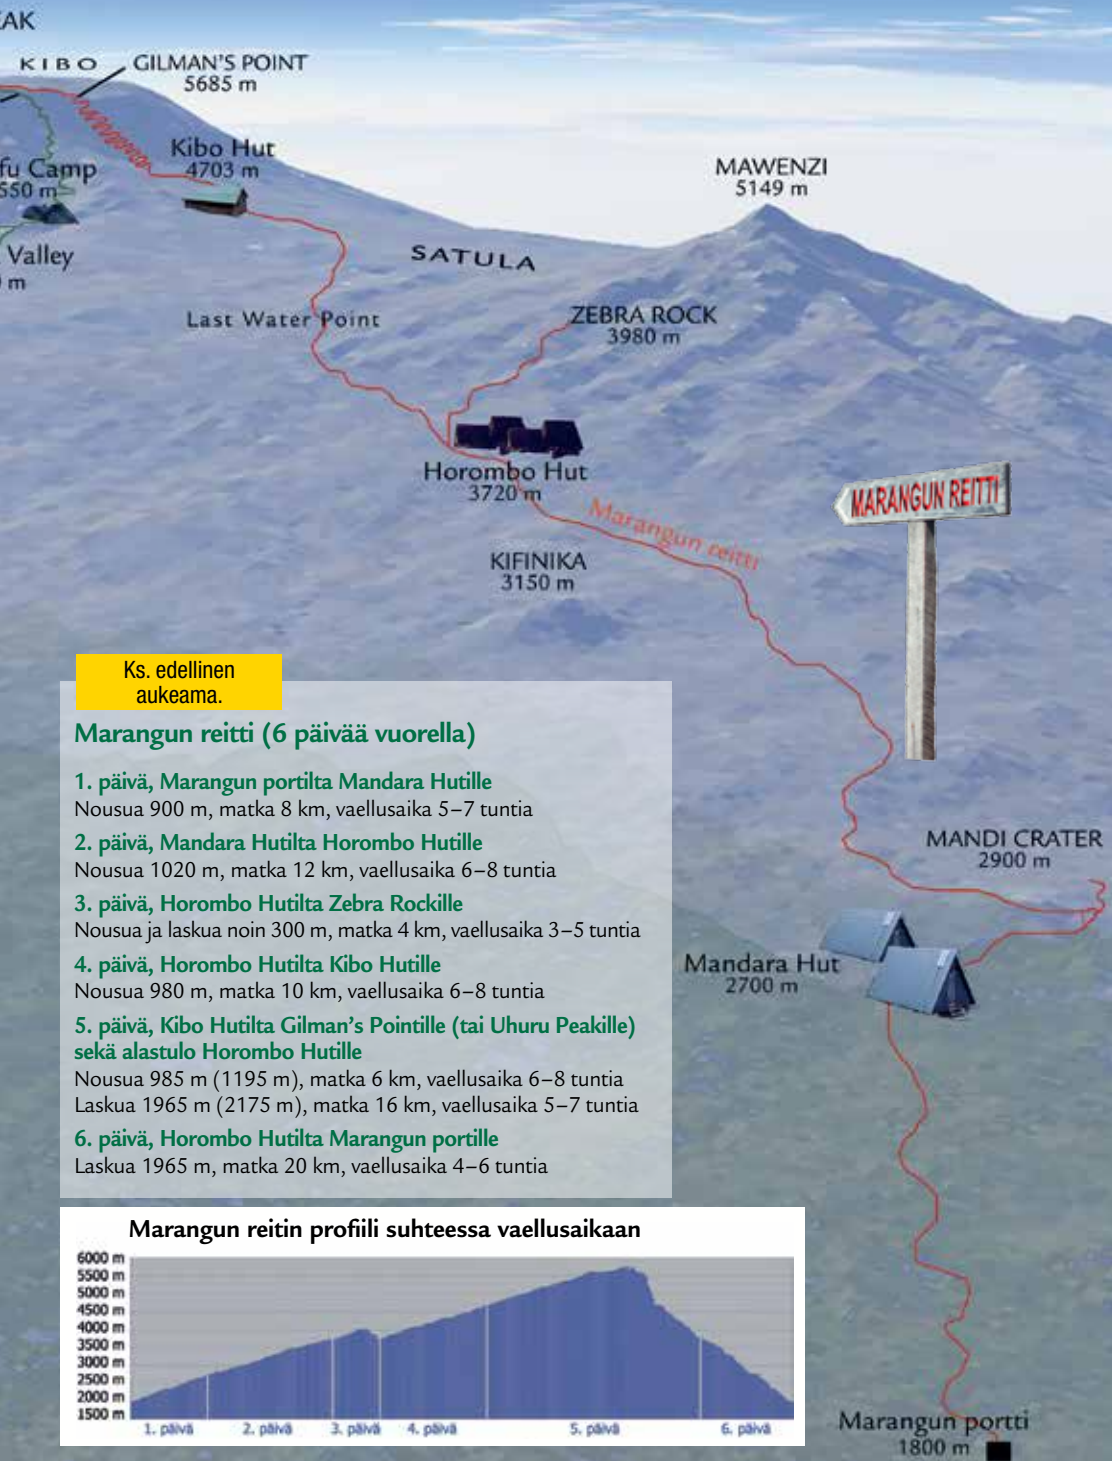 KIBO
GILMAN'S POINT
5685 m
Kibo Hut
4703 m
Camp
Valley
m
MAWENZI
5149 m
SATULA
Last Water Point
ZEBRA ROCK
3980 m
Horombo Hut
3720 m
Marangun reitti
MARANGUN REITTI
KIFINIKA
3150 m
Ks. edellinen
aukeama.
Marangun reitti (6 päivää vuorella)
1. päivä, Marangun portilta Mandara Hutille
Nousua 900 m, matka 8 km, vaellusaika 5–7 tuntia
2. päivä, Mandara Hutilta Horombo Hutille
Nousua 1020 m, matka 12 km, vaellusaika 6–8 tuntia
3. päivä, Horombo Hutilta Zebra Rockille
Nousua ja laskua noin 300 m, matka 4 km, vaellusaika 3–5 tuntia
4. päivä, Horombo Hutilta Kibo Hutille
Nousua 980 m, matka 10 km, vaellusaika 6–8 tuntia
5. päivä, Kibo Hutilta Gilman's Pointille (tai Uhuru Peakille)
sekä alastulo Horombo Hutille
Nousua 985 m (1195 m), matka 6 km, vaellusaika 6–8 tuntia
Laskua 1965 m (2175 m), matka 16 km, vaellusaika 5–7 tuntia
6. päivä, Horombo Hutilta Marangun portille
Laskua 1965 m, matka 20 km, vaellusaika 4–6 tuntia
MANDI CRATER
2900 m
Mandara Hut
2700 m
Marangun reitin profiili suhteessa vaellusaikaan
6000 m
5500 m
5000 m
4500 m
4000 m
3500 m
3000 m
2500 m
2000 m
1500 m
1. päivä 2. päivä 3. päivä 4. päivä 5. päivä 6. päivä
Marangun portti
1800 m